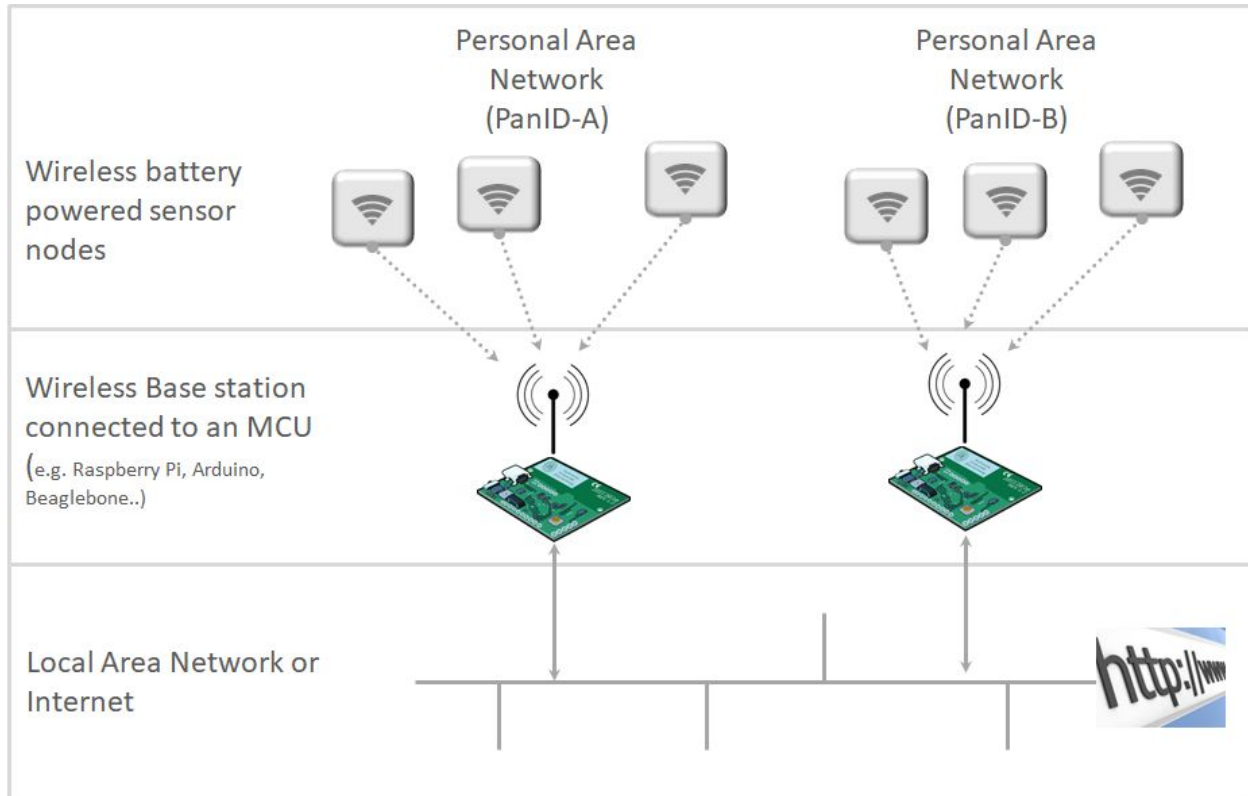 Personal Area
Network
(PanID-A)
Personal Area
Network
(PanID-B)
Wireless battery
powered sensor
nodes
Wireless Base station
connected to an MCU
(e.g. Raspberry Pi, Arduino,
Beaglebone..)
Local Area Network or
Internet
http://www